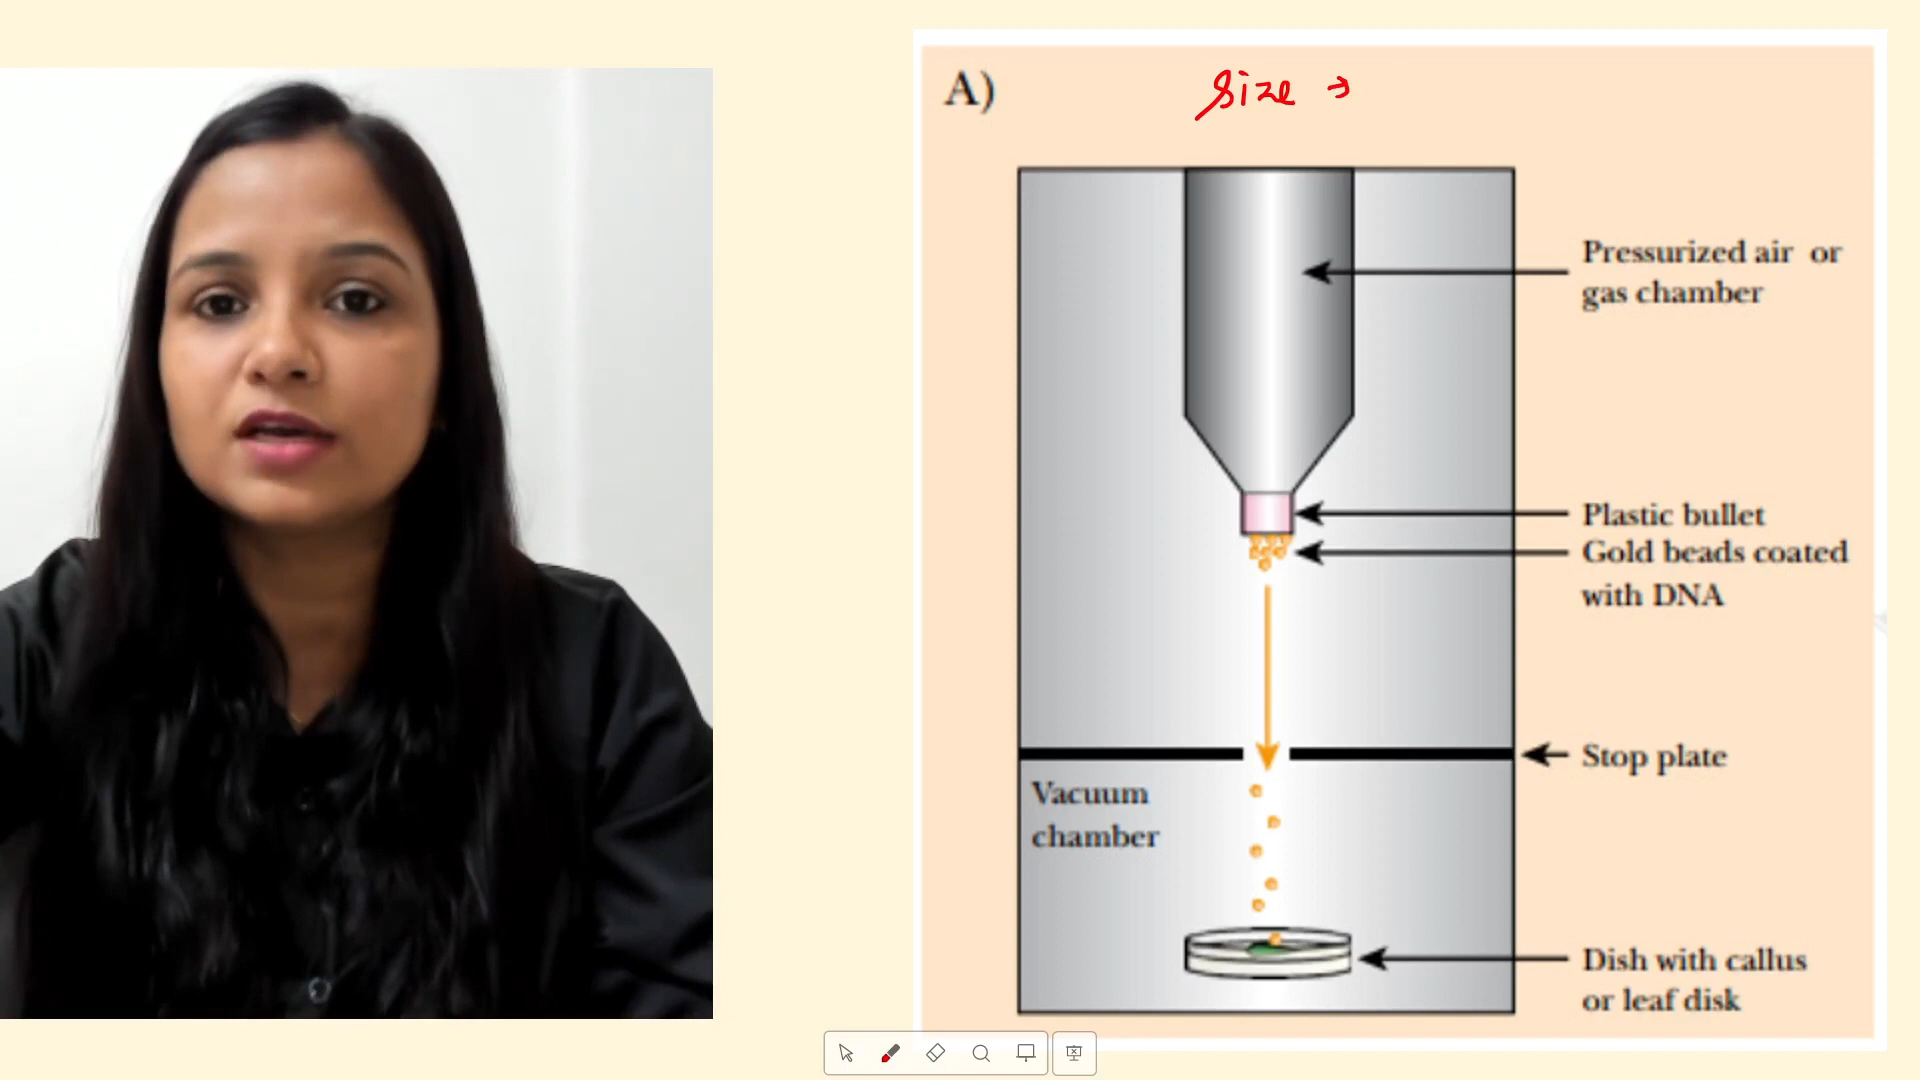 A)
Size →
Pressurized air or
gas chamber
Plastic bullet
Gold beads coated
with DNA
Stop plate
Vacuum
chamber
Dish with callus
or leaf disk